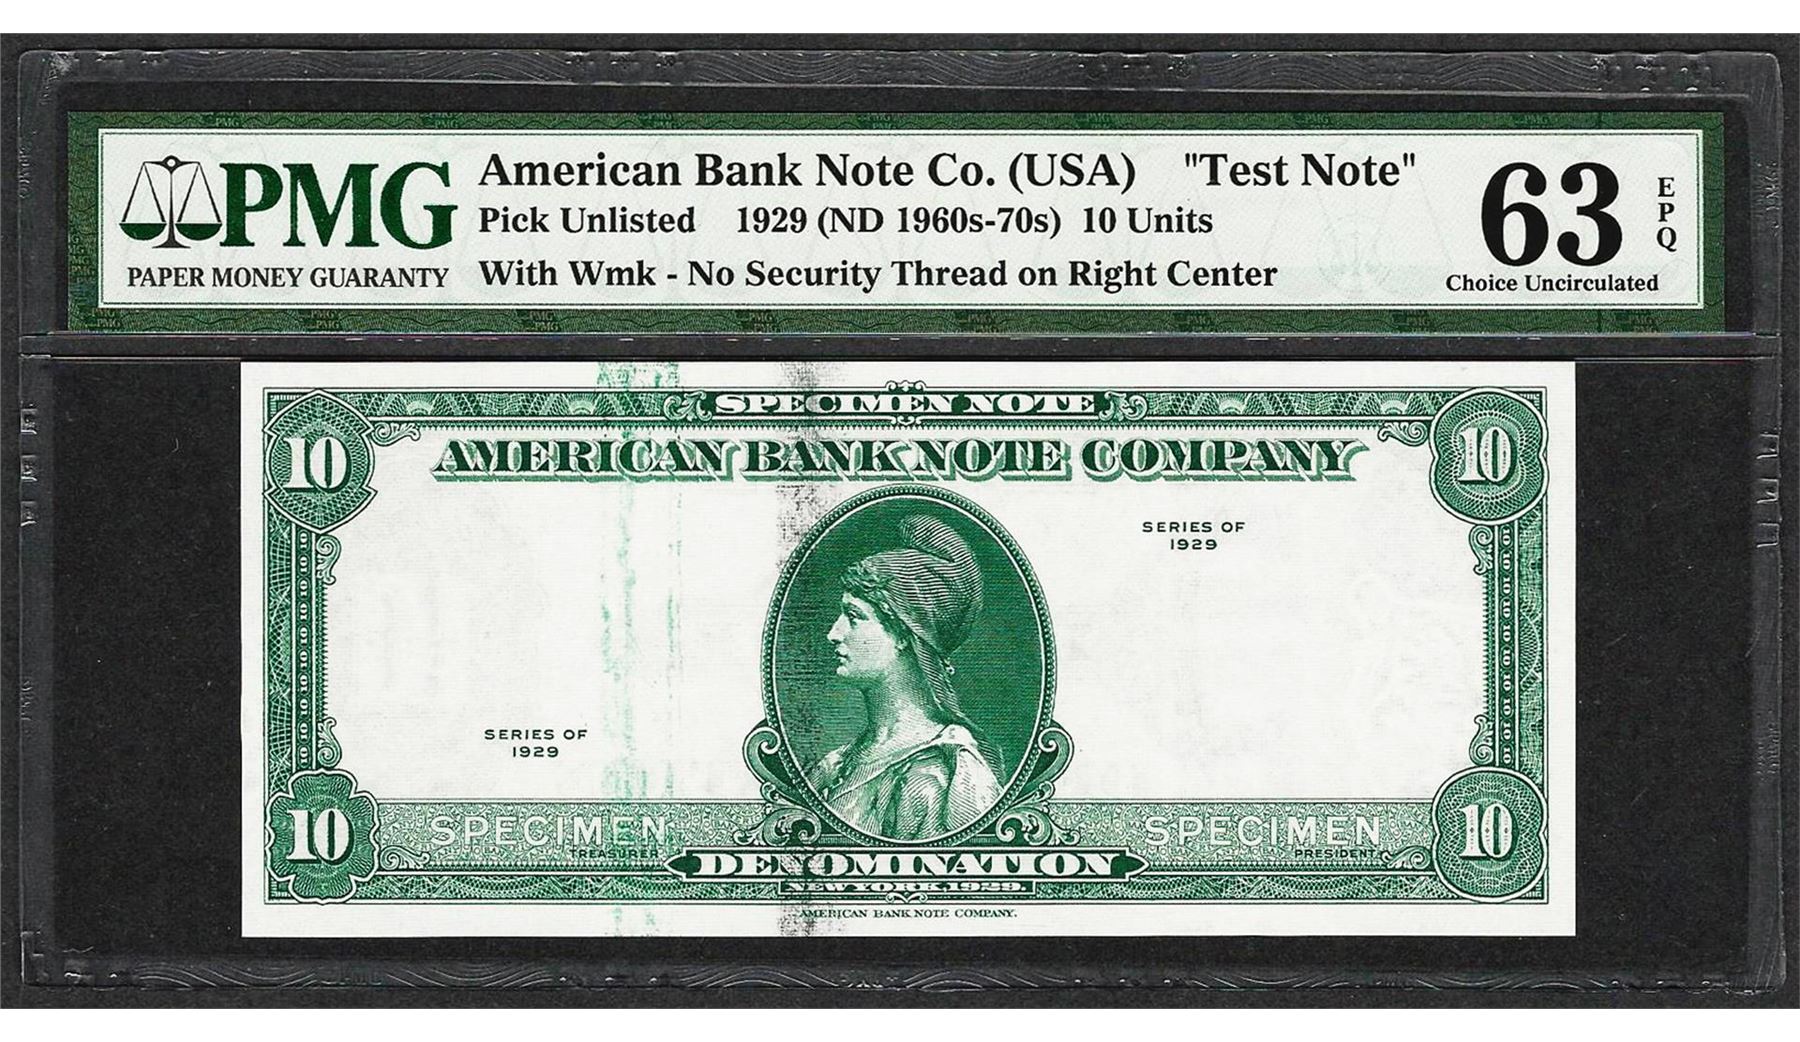 PMG
PAPER MONEY GUARANTY
American Bank Note Co. (USA) "Test Note"
Pick Unlisted 1929 (ND 1960s-70s) 10 Units
With Wmk - No Security Thread on Right Center
63
EPQ
Choice Uncirculated
SPECIMEN NOTE
10
AMERICAN BANK NOTE COMPANY
10
SERIES OF
1929
SERIES OF
1929
10
SPECIMEN
TREASURER
SPECIMEN
PRESIDENT.
10
DENOMINATION
NEW YORK 1929.
AMERICAN BANK NOTE COMPANY.